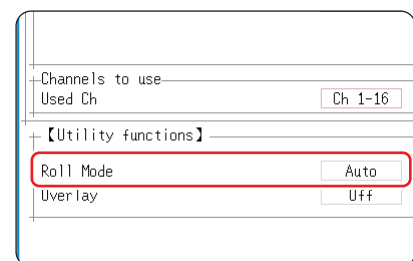 Channels to use
Used Ch Ch 1-16
【Utility functions】
Roll Mode Auto
Overlay Off